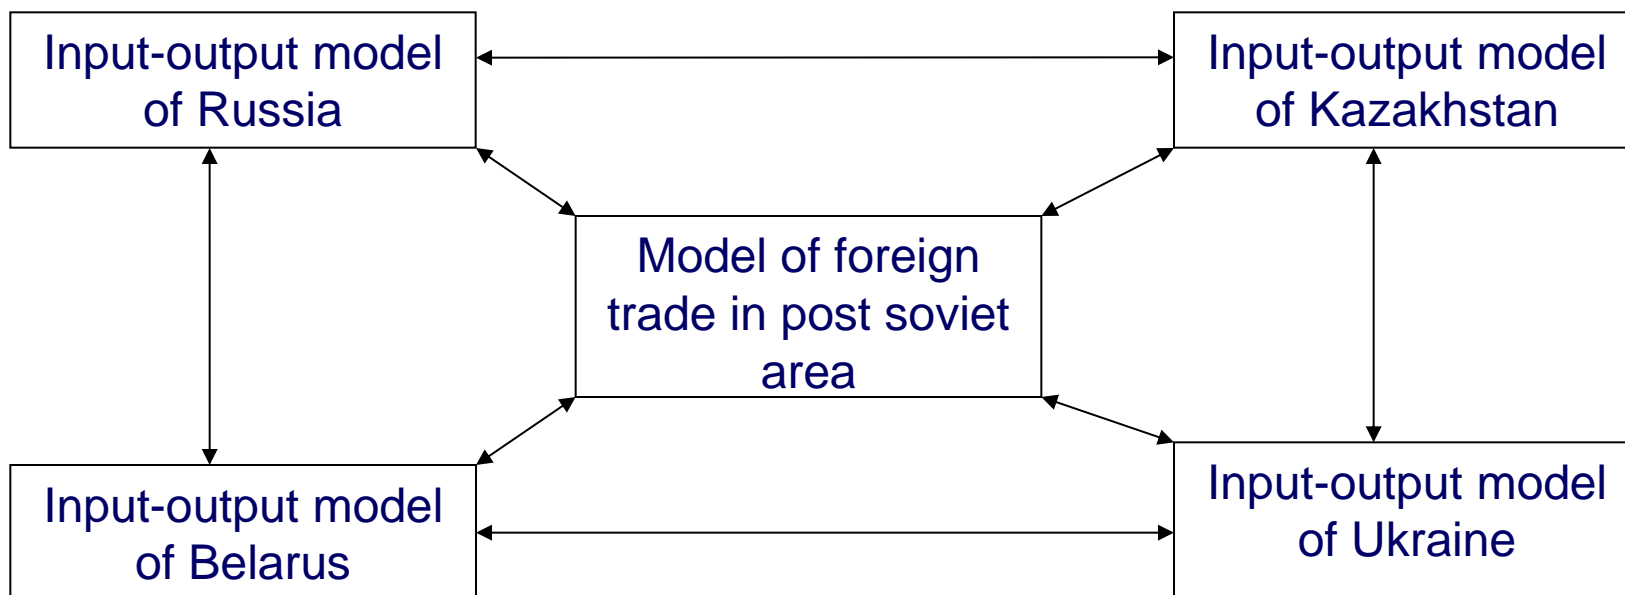 Input-output model
of Russia
Input-output model
of Kazakhstan
Model of foreign
trade in post soviet
area
Input-output model
of Belarus
Input-output model
of Ukraine